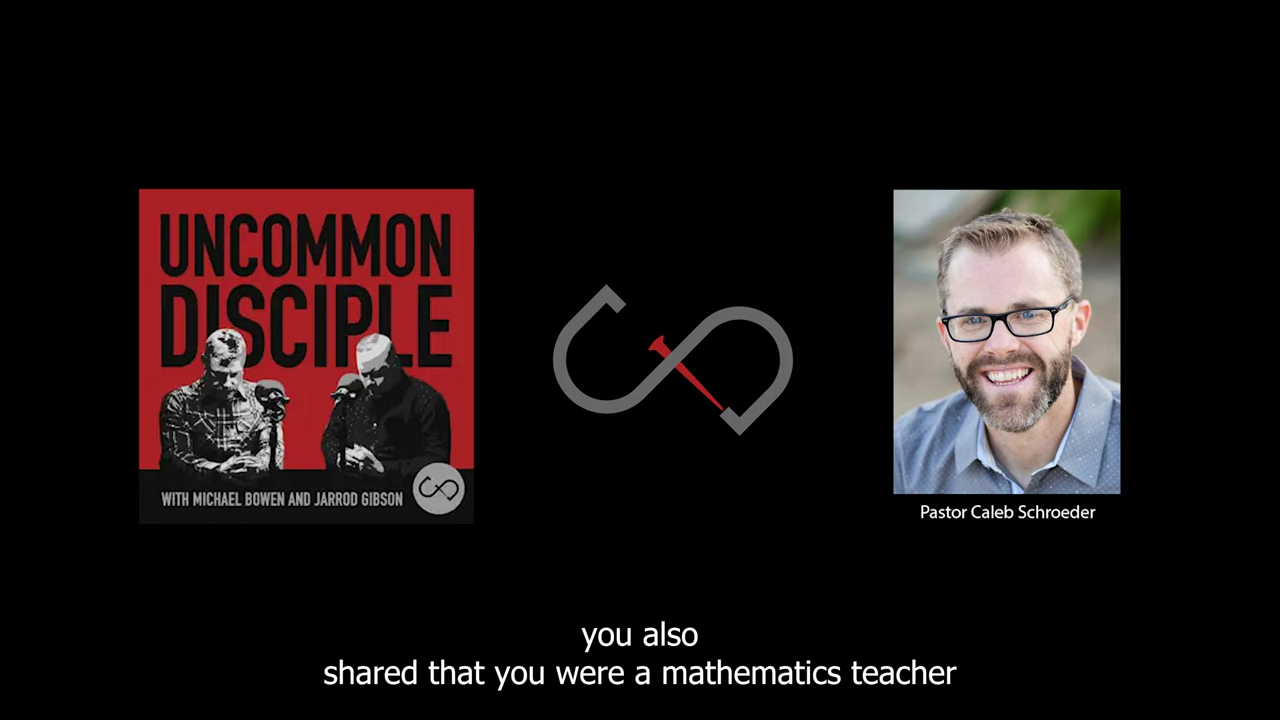 UNCOMMON
DISCIPLE
WITH MICHAEL BOWEN AND JARROD GIBSON
Pastor Caleb Schroeder
you also
shared that you were a mathematics teacher